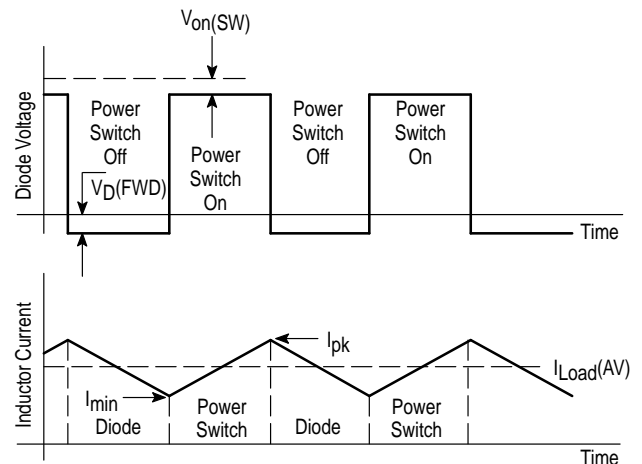 Von(SW)
Diode Voltage
Power
Switch
Off
Power
Switch
On
Power
Switch
Off
Power
Switch
On
VD(FWD)
Time
Inductor Current
Ipk
ILoad(AV)
Imin
Diode
Power
Switch
Diode
Power
Switch
Time